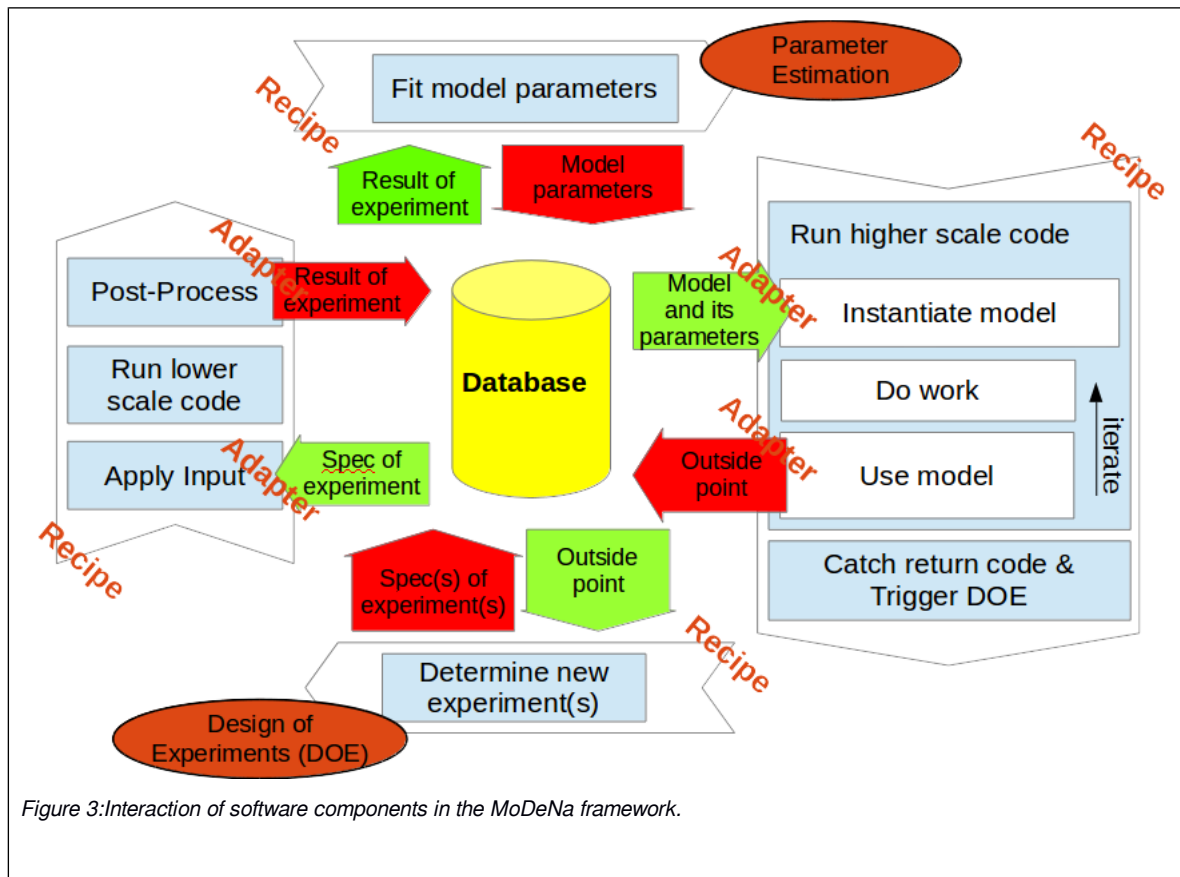 Parameter
Estimation
Fit model parameters
Recipe
Result of
experiment
Model
parameters
Recipe
Adapter
Post-Process
Result of
experiment
Run lower
scale code
Apply Input
Adapter
Spec of
experiment
Recipe
Database
Run higher scale code
Adapter
Model
and its
parameters
Instantiate model
Do work
Adapter
Outside
point
Use model
iterate
Catch return code &
Trigger DOE
Spec(s) of
experiment(s)
Outside
point
Recipe
Determine new
experiment(s)
Design of
Experiments (DOE)
Figure 3:Interaction of software components in the MoDeNa framework.